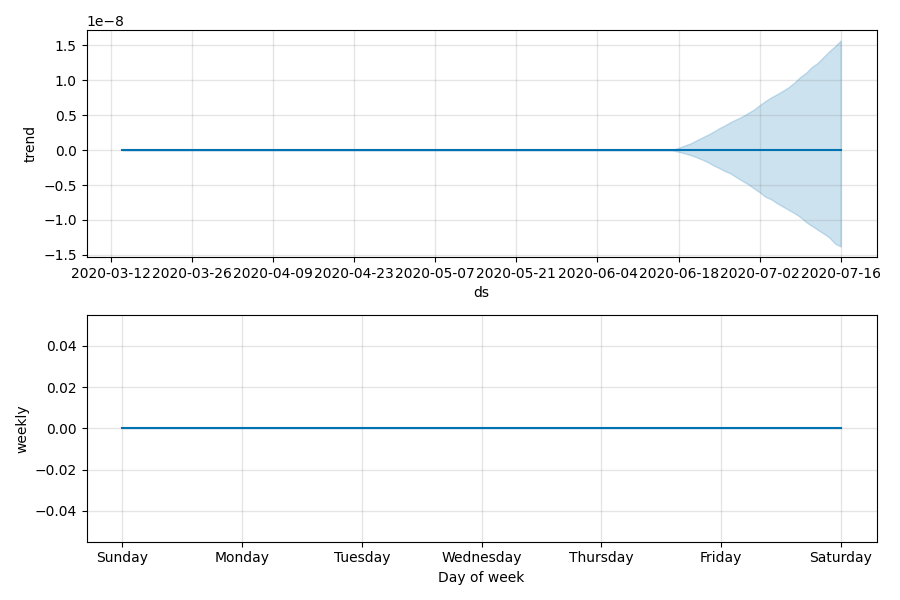 1e−8
1.5
1.0
0.5
0.0
−0.5
−1.0
−1.5
trend
2020-03-12 2020-03-26 2020-04-09 2020-04-23 2020-05-07 2020-05-21 2020-06-04 2020-06-18 2020-07-02 2020-07-16
ds
0.04
0.02
0.00
−0.02
−0.04
weekly
Sunday Monday Tuesday Wednesday Thursday Friday Saturday
Day of week